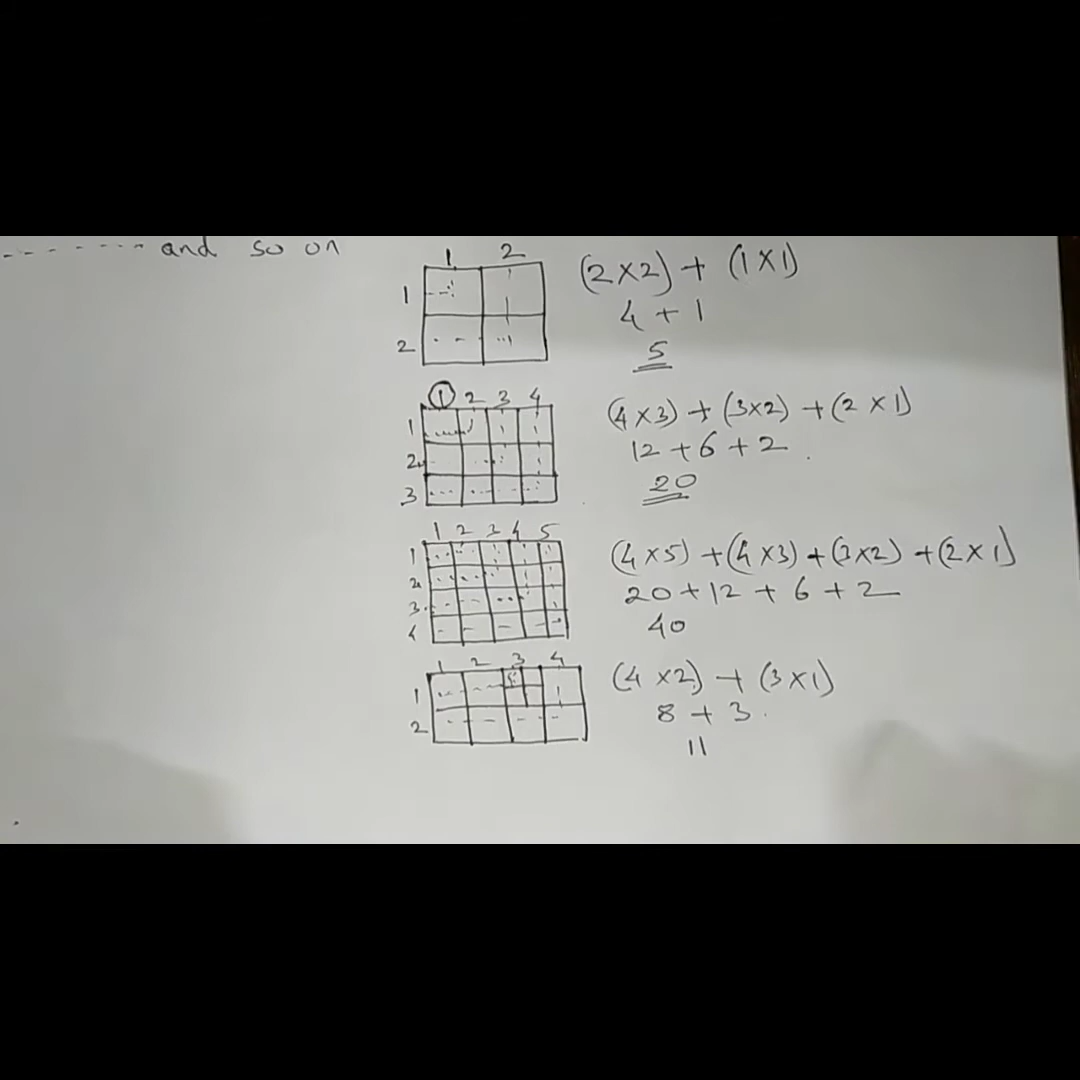 - - - - - - - - and so on
1 2
1
2
(2×2) + (1×1)
4 + 1
5
1 2 3 4
1
2
3
(4×3) + (3×2) + (2×1)
12 + 6 + 2
20
1 2 3 4 5
1
2
3
4
(4×5) + (4×3) + (3×2) + (2×1)
20 + 12 + 6 + 2
40
1 2 3 4
1
2
(4×2) + (3×1)
8 + 3
11